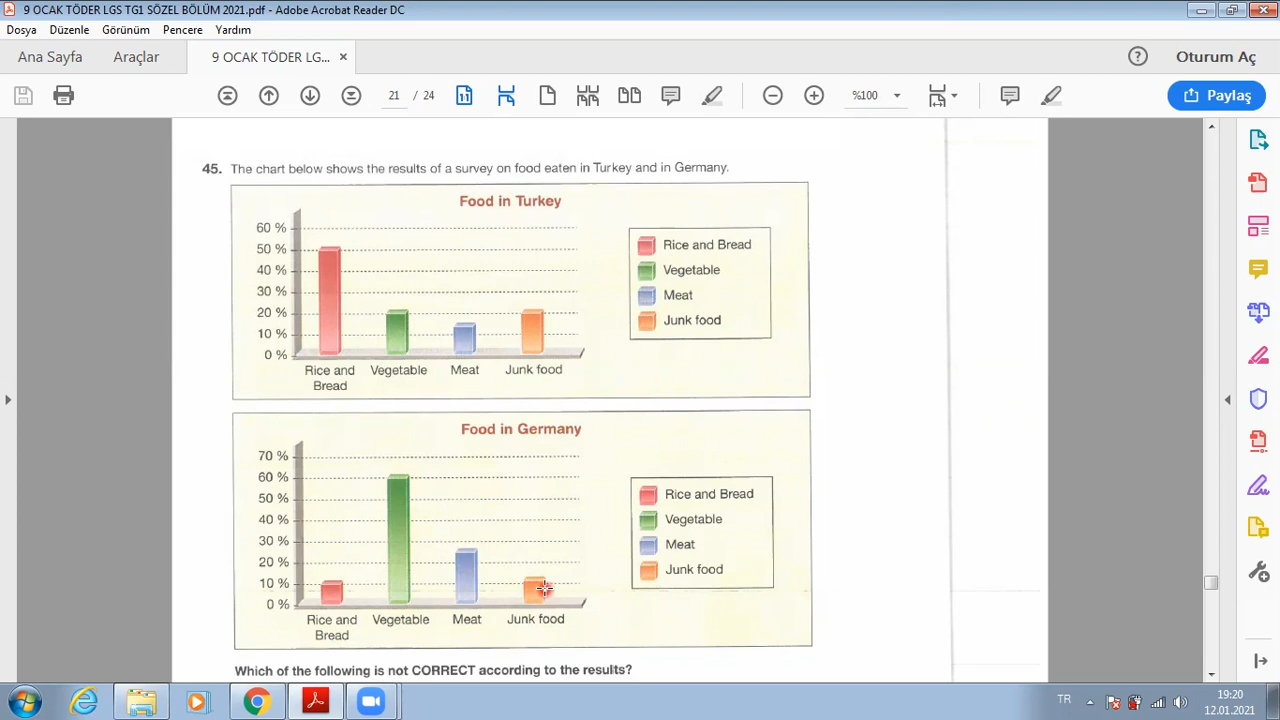 9 OCAK TÖDER LGS TG1 SÖZEL BÖLÜM 2021.pdf - Adobe Acrobat Reader DC
Dosya Düzenle Görünüm Pencere Yardım
Ana Sayfa Araçlar 9 OCAK TÖDER LG... Oturum Aç
21 / 24 %100 Paylaş
45. The chart below shows the results of a survey on food eaten in Turkey and in Germany.
Food in Turkey
60 %
50 %
40 %
30 %
20 %
10 %
0 %
Rice and Bread
Vegetable
Meat
Junk food
Rice and Bread
Vegetable
Meat
Junk food
Food in Germany
70 %
60 %
50 %
40 %
30 %
20 %
10 %
0 %
Rice and Bread
Vegetable
Meat
Junk food
Rice and Bread
Vegetable
Meat
Junk food
Which of the following is not CORRECT according to the results?
TR 19:20
12.01.2021